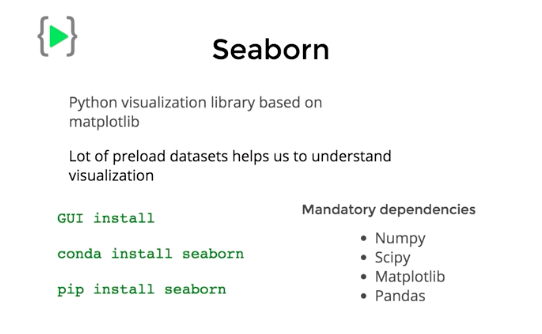 Seaborn
Python visualization library based on
matplotlib
Lot of preload datasets helps us to understand
visualization
GUI install
conda install seaborn
pip install seaborn
Mandatory dependencies
• Numpy
• Scipy
• Matplotlib
• Pandas